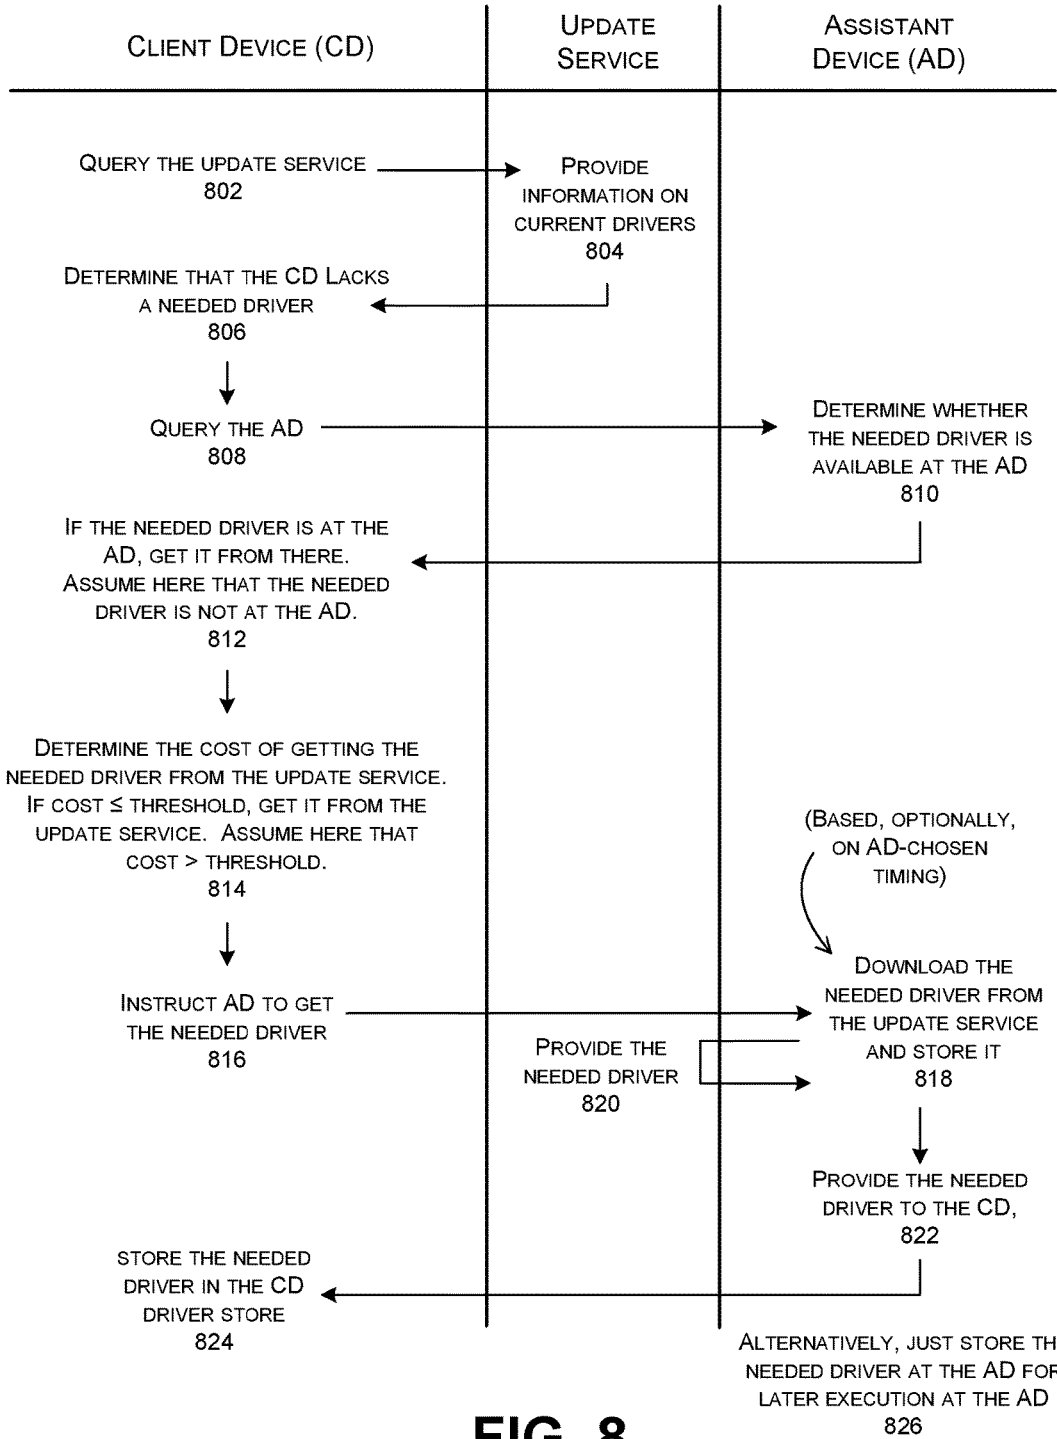 CLIENT DEVICE (CD)
UPDATE
SERVICE
ASSISTANT
DEVICE (AD)
QUERY THE UPDATE SERVICE
802
PROVIDE
INFORMATION ON
CURRENT DRIVERS
804
DETERMINE THAT THE CD LACKS
A NEEDED DRIVER
806
QUERY THE AD
808
DETERMINE WHETHER
THE NEEDED DRIVER IS
AVAILABLE AT THE AD
810
IF THE NEEDED DRIVER IS AT THE
AD, GET IT FROM THERE.
ASSUME HERE THAT THE NEEDED
DRIVER IS NOT AT THE AD.
812
DETERMINE THE COST OF GETTING THE
NEEDED DRIVER FROM THE UPDATE SERVICE.
IF COST ≤ THRESHOLD, GET IT FROM THE
UPDATE SERVICE. ASSUME HERE THAT
COST > THRESHOLD.
814
(BASED, OPTIONALLY,
ON AD-CHOSEN
TIMING)
INSTRUCT AD TO GET
THE NEEDED DRIVER
816
DOWNLOAD THE
NEEDED DRIVER FROM
THE UPDATE SERVICE
AND STORE IT
818
PROVIDE THE
NEEDED DRIVER
820
PROVIDE THE NEEDED
DRIVER TO THE CD,
822
STORE THE NEEDED
DRIVER IN THE CD
DRIVER STORE
824
ALTERNATIVELY, JUST STORE TH
NEEDED DRIVER AT THE AD FOR
LATER EXECUTION AT THE AD
826
FIG. 8